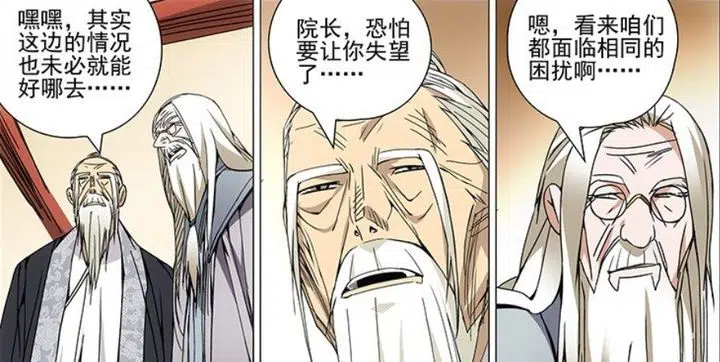 嘿嘿，其实
这边的情况
也未必就能
好哪去……
院长，恐怕
要让你失望
了……
嗯，看来咱们
都面临相同的
困扰啊……